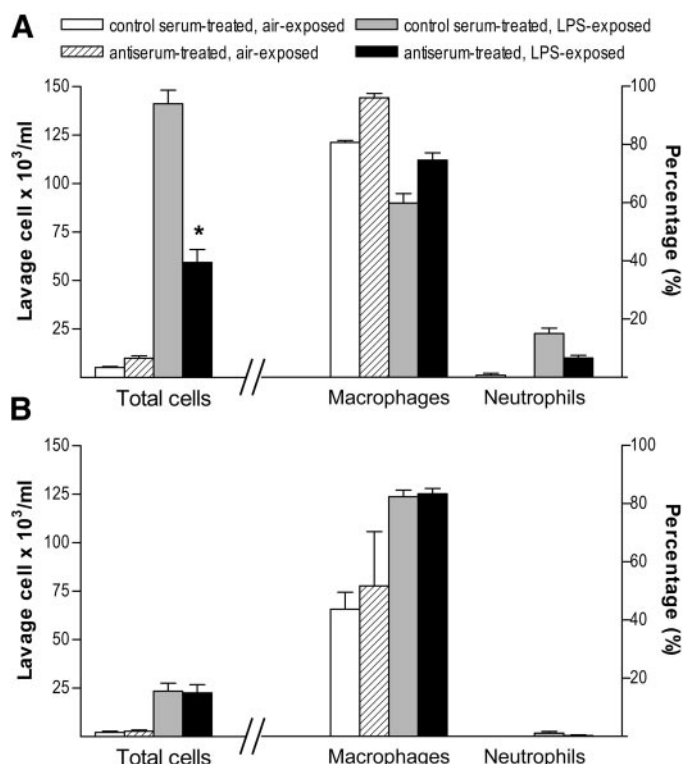 A
control serum-treated, air-exposed
control serum-treated, LPS-exposed
antiserum-treated, air-exposed
antiserum-treated, LPS-exposed
150
125
100
75
50
25
Lavage cell x 10³/ml
*
100
80
60
40
20
Percentage (%)
Total cells
Macrophages
Neutrophils
B
150
125
100
75
50
25
Lavage cell x 10³/ml
100
80
60
40
20
Percentage (%)
Total cells
Macrophages
Neutrophils